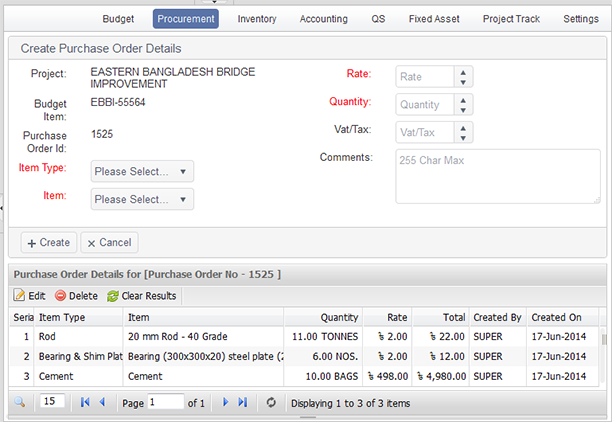 Budget Procurement Inventory Accounting QS Fixed Asset Project Track Settings
Create Purchase Order Details
Project: EASTERN BANGLADESH BRIDGE IMPROVEMENT
Budget Item: EBBI-55564
Purchase Order Id: 1525
Item Type: Please Select...
Item: Please Select...
Rate: Rate
Quantity: Quantity
Vat/Tax: Vat/Tax
Comments: 255 Char Max
+ Create × Cancel
Purchase Order Details for [Purchase Order No - 1525 ]
Edit Delete Clear Results
Seria Item Type Item Quantity Rate Total Created By Created On
1 Rod 20 mm Rod - 40 Grade 11.00 TONNES ৳ 2.00 ৳ 22.00 SUPER 17-Jun-2014
2 Bearing & Shim Plat Bearing (300x300x20) steel plate (2 6.00 NOS. ৳ 2.00 ৳ 12.00 SUPER 17-Jun-2014
3 Cement Cement 10.00 BAGS ৳ 498.00 ৳ 4,980.00 SUPER 17-Jun-2014
15 Page 1 of 1 Displaying 1 to 3 of 3 items